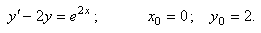 y′ − 2y = e^{2x} ; x₀ = 0 ; y₀ = 2.